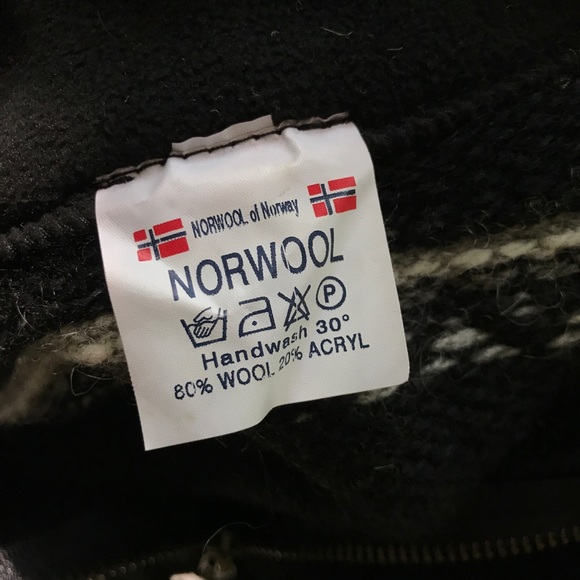 NORWOOL of Norway
NORWOOL
P
Handwash 30°
80% WOOL 20% ACRYL